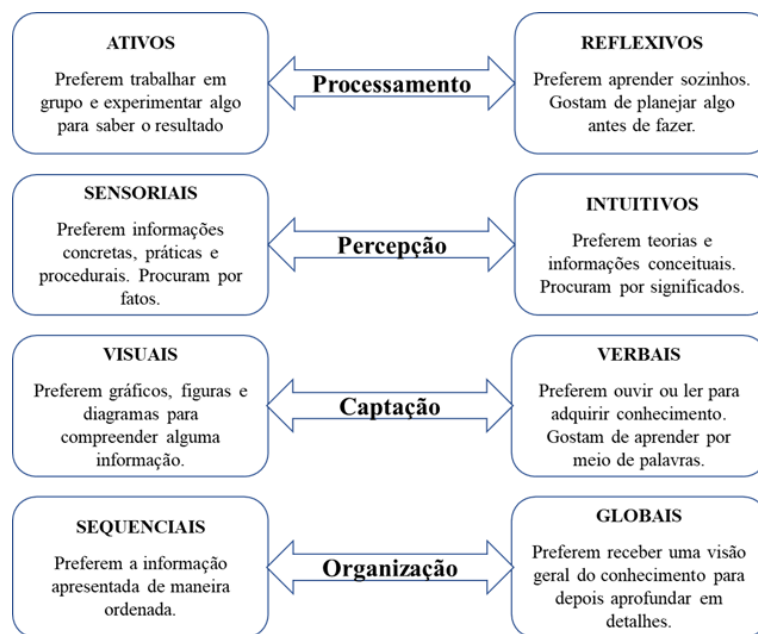 ATIVOS
Preferem trabalhar em
grupo e experimentar algo
para saber o resultado
Processamento
REFLEXIVOS
Preferem aprender sozinhos.
Gostam de planejar algo
antes de fazer.
SENSORIAIS
Preferem informações
concretas, práticas e
procedurais. Procuram por
fatos.
Percepção
INTUITIVOS
Preferem teorias e
informações conceituais.
Procuram por significados.
VISUAIS
Preferem gráficos, figuras e
diagramas para
compreender alguma
informação.
Captação
VERBAIS
Preferem ouvir ou ler para
adquirir conhecimento.
Gostam de aprender por
meio de palavras.
SEQUENCIAIS
Preferem a informação
apresentada de maneira
ordenada.
Organização
GLOBAIS
Preferem receber uma visão
geral do conhecimento para
depois aprofundar em
detalhes.